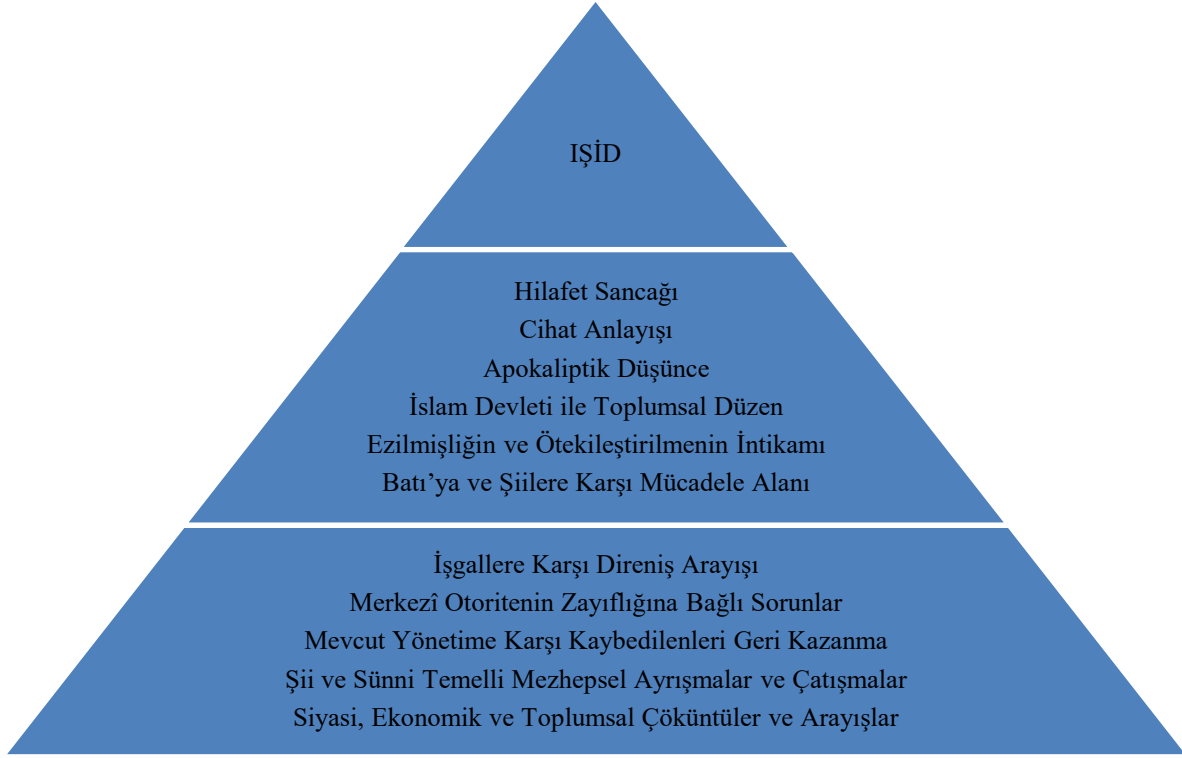 IŞİD
Hilafet Sancağı
Cihat Anlayışı
Apokaliptik Düşünce
İslam Devleti ile Toplumsal Düzen
Ezilmişliğin ve Ötekileştirilmenin İntikamı
Batı’ya ve Şiilere Karşı Mücadele Alanı
İşgallere Karşı Direniş Arayışı
Merkezî Otoritenin Zayıflığına Bağlı Sorunlar
Mevcut Yönetime Karşı Kaybedilenleri Geri Kazanma
Şii ve Sünni Temelli Mezhepsel Ayrışmalar ve Çatışmalar
Siyasi, Ekonomik ve Toplumsal Çöküntüler ve Arayışlar